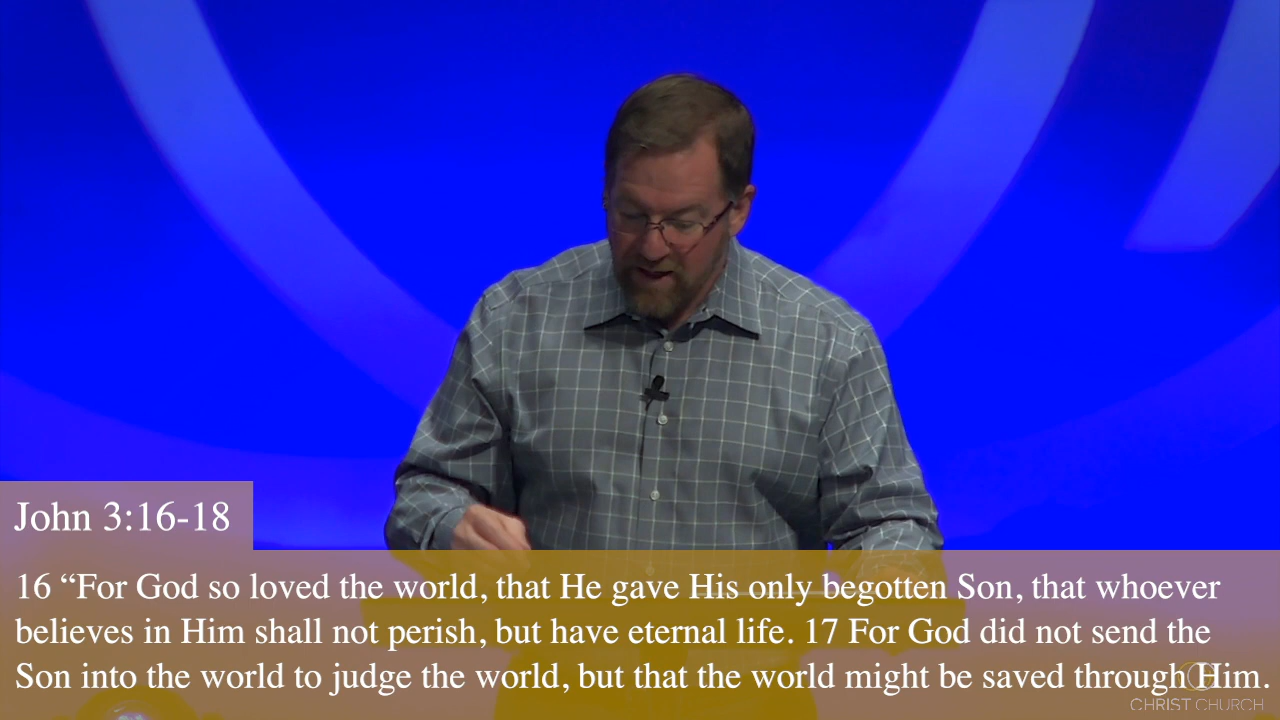 John 3:16-18
16 “For God so loved the world, that He gave His only begotten Son, that whoever
believes in Him shall not perish, but have eternal life. 17 For God did not send the
Son into the world to judge the world, but that the world might be saved through Him.
CHRIST CHURCH